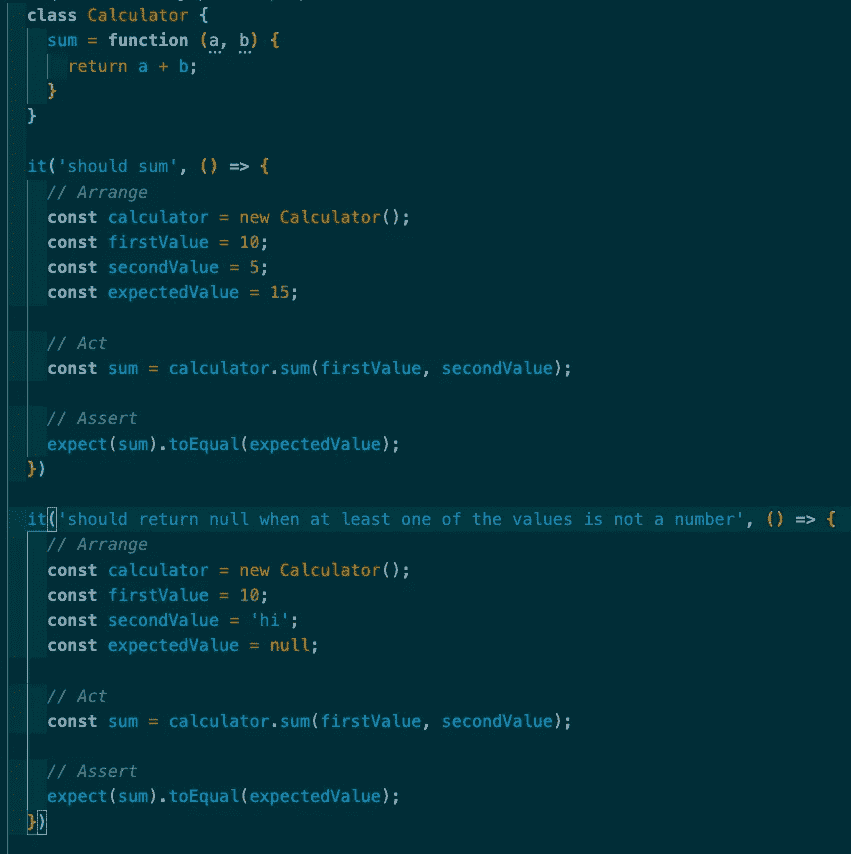 class Calculator {
  sum = function (a, b) {
    return a + b;
  }
}

it('should sum', () => {
  // Arrange
  const calculator = new Calculator();
  const firstValue = 10;
  const secondValue = 5;
  const expectedValue = 15;

  // Act
  const sum = calculator.sum(firstValue, secondValue);

  // Assert
  expect(sum).toEqual(expectedValue);
})

it('should return null when at least one of the values is not a number', () => {
  // Arrange
  const calculator = new Calculator();
  const firstValue = 10;
  const secondValue = 'hi';
  const expectedValue = null;

  // Act
  const sum = calculator.sum(firstValue, secondValue);

  // Assert
  expect(sum).toEqual(expectedValue);
})